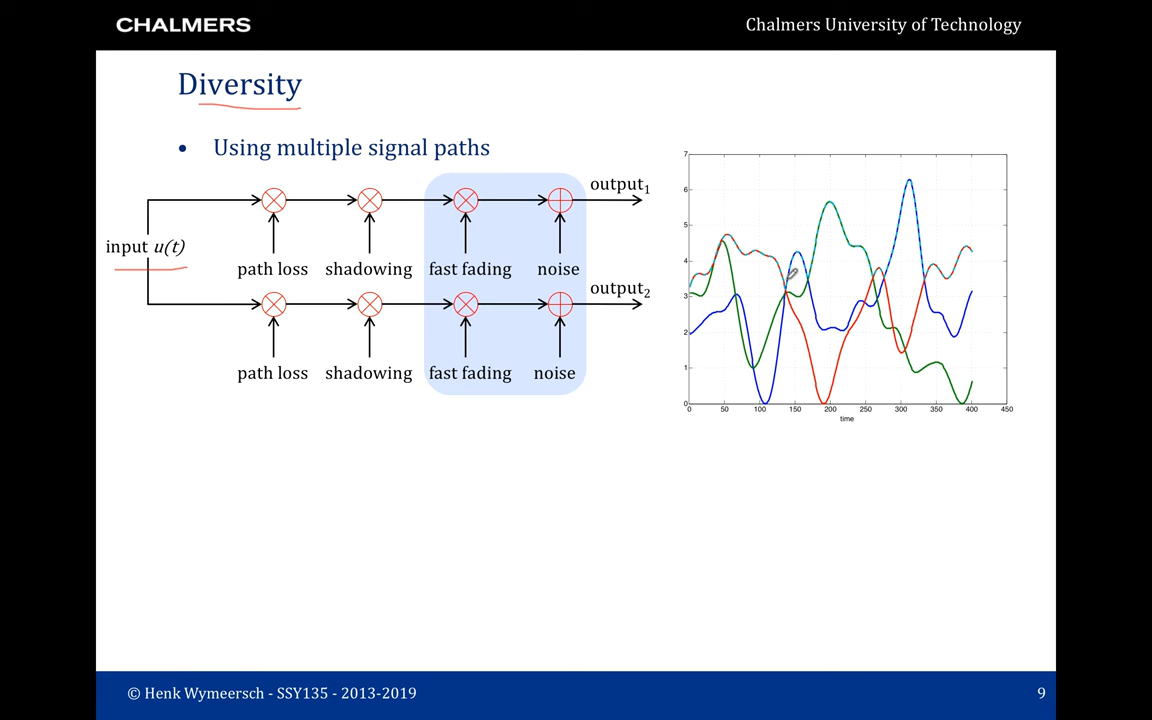 CHALMERS
Chalmers University of Technology
Diversity
• Using multiple signal paths
input u(t)
output1
path loss shadowing fast fading noise
output2
path loss shadowing fast fading noise
7
6
5
4
3
2
1
0
0 50 100 150 200 250 300 350 400 450
time
© Henk Wymeersch - SSY135 - 2013-2019
9